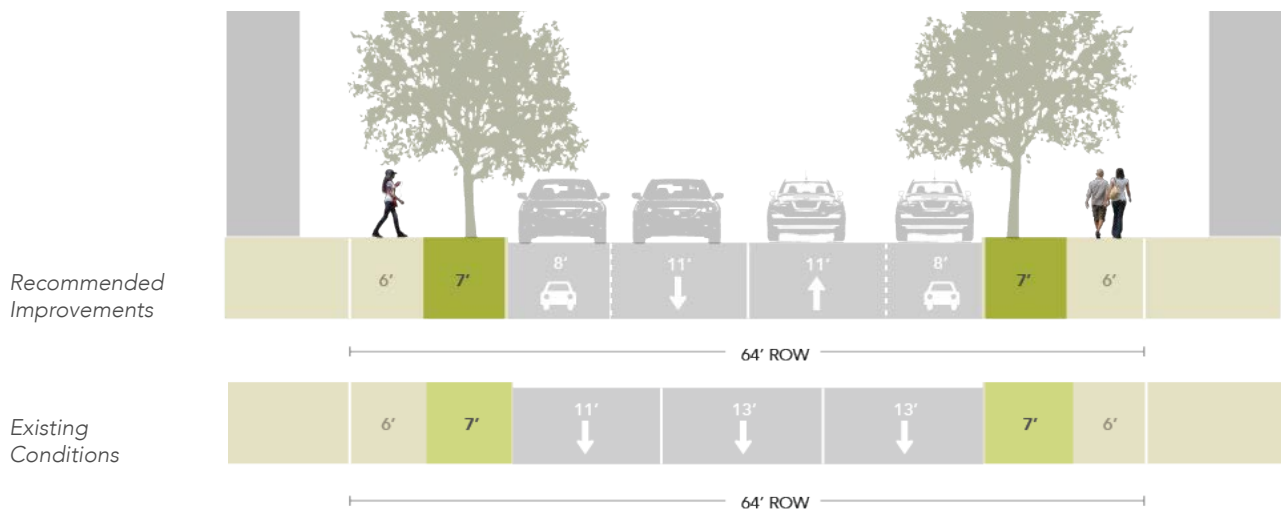 Recommended
Improvements
6' 7' 8' 11' 11' 8' 7' 6'
64' ROW
Existing
Conditions
6' 7' 11' 13' 13' 7' 6'
64' ROW